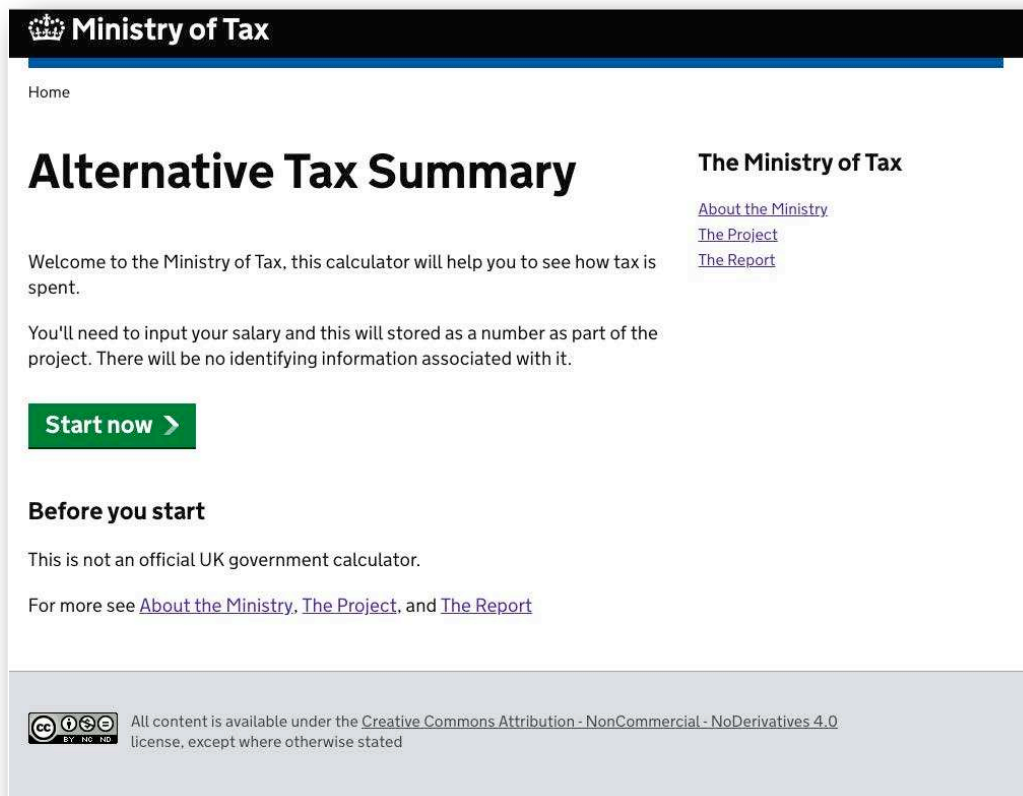 Ministry of Tax
Home
Alternative Tax Summary
Welcome to the Ministry of Tax, this calculator will help you to see how tax is
spent.
You'll need to input your salary and this will stored as a number as part of the
project. There will be no identifying information associated with it.
Start now
Before you start
This is not an official UK government calculator.
For more see About the Ministry, The Project, and The Report
The Ministry of Tax
About the Ministry
The Project
The Report
cc
BY NC ND
All content is available under the Creative Commons Attribution - NonCommercial - NoDerivatives 4.0
license, except where otherwise stated